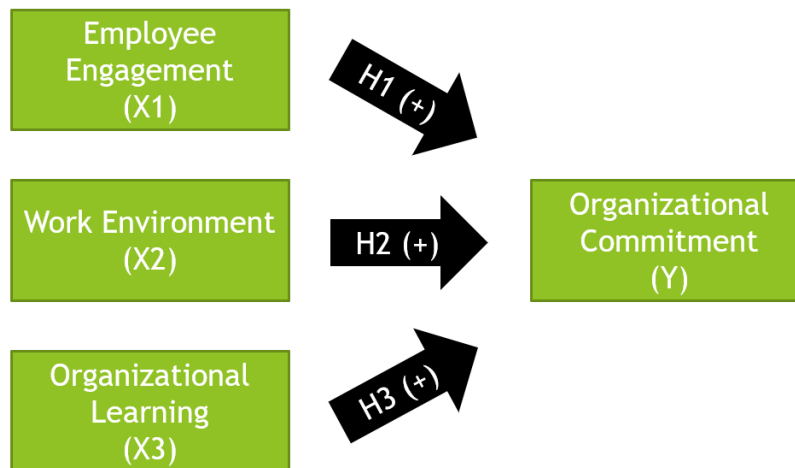 Employee
Engagement
(X1)
H1 (+)
Work Environment
(X2)
H2 (+)
Organizational
Commitment
(Y)
Organizational
Learning
(X3)
H3 (+)